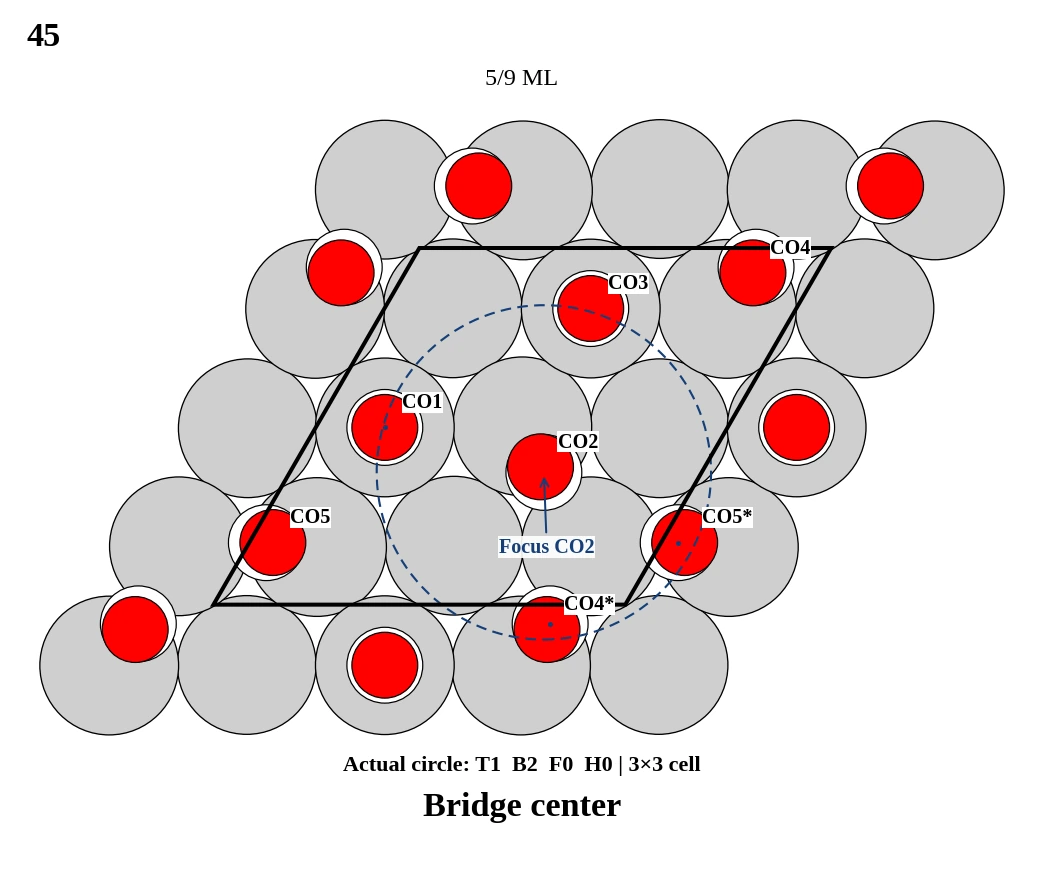 45
5/9 ML
CO4
CO3
CO1
CO2
CO5
CO5*
Focus CO2
CO4*
Actual circle: T1 B2 F0 H0 | 3×3 cell
Bridge center